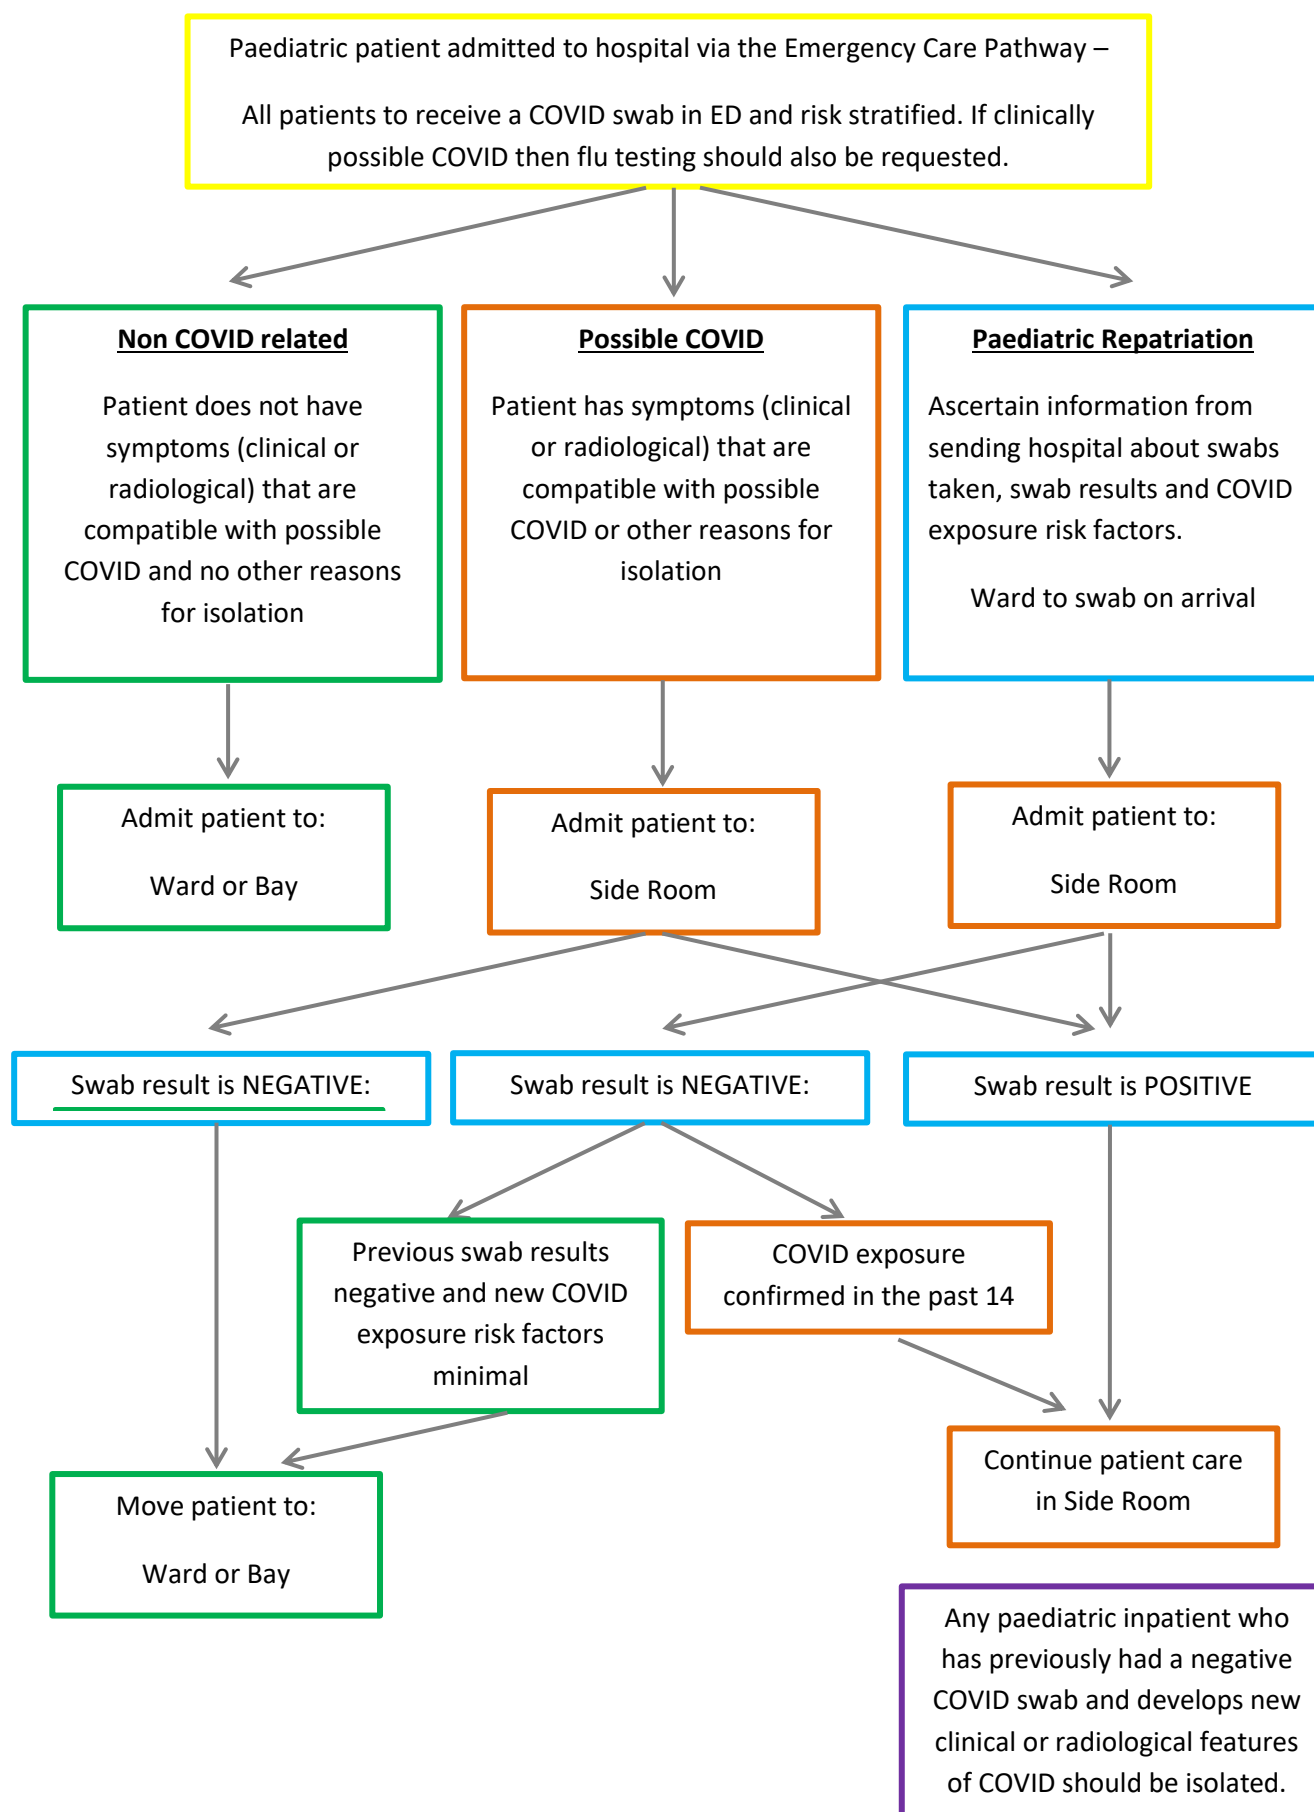 Paediatric patient admitted to hospital via the Emergency Care Pathway –
All patients to receive a COVID swab in ED and risk stratified. If clinically
possible COVID then flu testing should also be requested.
Non COVID related
Patient does not have
symptoms (clinical or
radiological) that are
compatible with possible
COVID and no other reasons
for isolation
Possible COVID
Patient has symptoms (clinical
or radiological) that are
compatible with possible
COVID or other reasons for
isolation
Paediatric Repatriation
Ascertain information from
sending hospital about swabs
taken, swab results and COVID
exposure risk factors.
Ward to swab on arrival
Admit patient to:
Ward or Bay
Admit patient to:
Side Room
Admit patient to:
Side Room
Swab result is NEGATIVE:
Swab result is NEGATIVE:
Swab result is POSITIVE
Previous swab results
negative and new COVID
exposure risk factors
minimal
COVID exposure
confirmed in the past 14
Move patient to:
Ward or Bay
Continue patient care
in Side Room
Any paediatric inpatient who
has previously had a negative
COVID swab and develops new
clinical or radiological features
of COVID should be isolated.